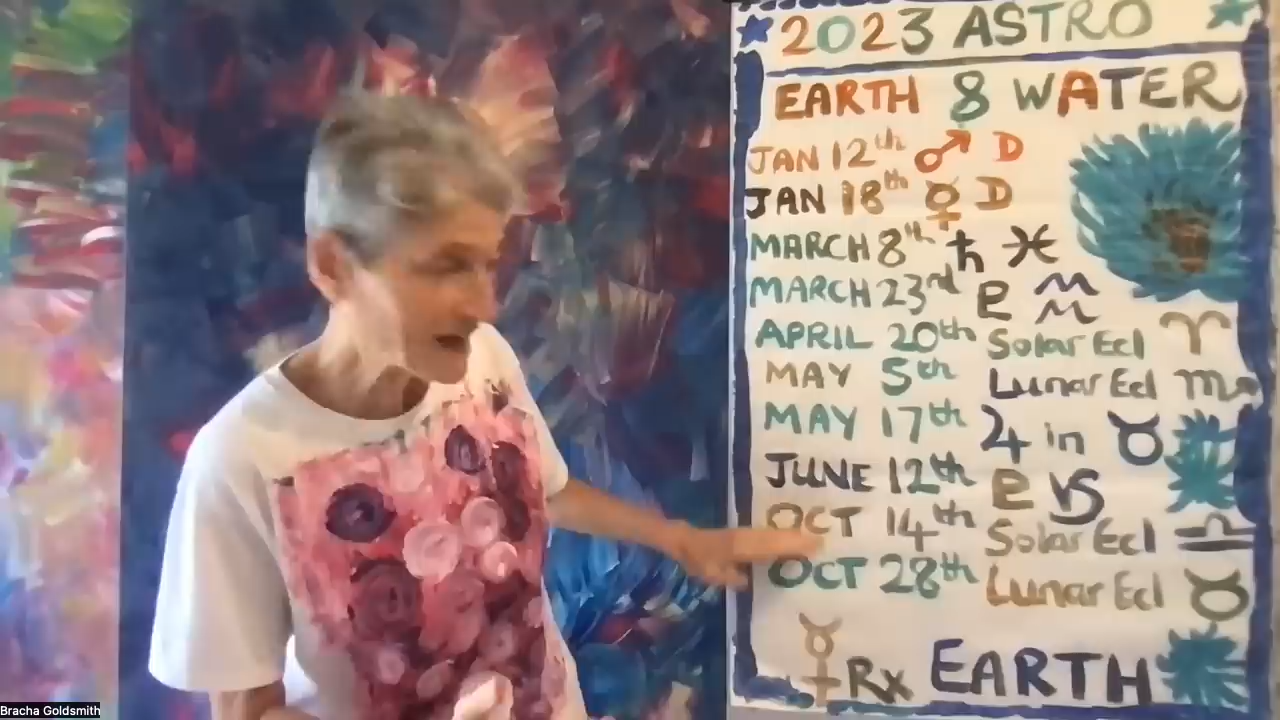 2023 ASTRO
EARTH & WATER
JAN 12th ♂ D
JAN 18th ☿ D
MARCH 8th ♄ ♓
MARCH 23rd P ♒
APRIL 20th Solar Ecl ♈
MAY 5th Lunar Ecl ♏
MAY 17th ♃ in ♉
JUNE 12th P ♑
OCT 14th Solar Ecl ♎
OCT 28th Lunar Ecl ♉
☿ Rx EARTH
Bracha Goldsmith